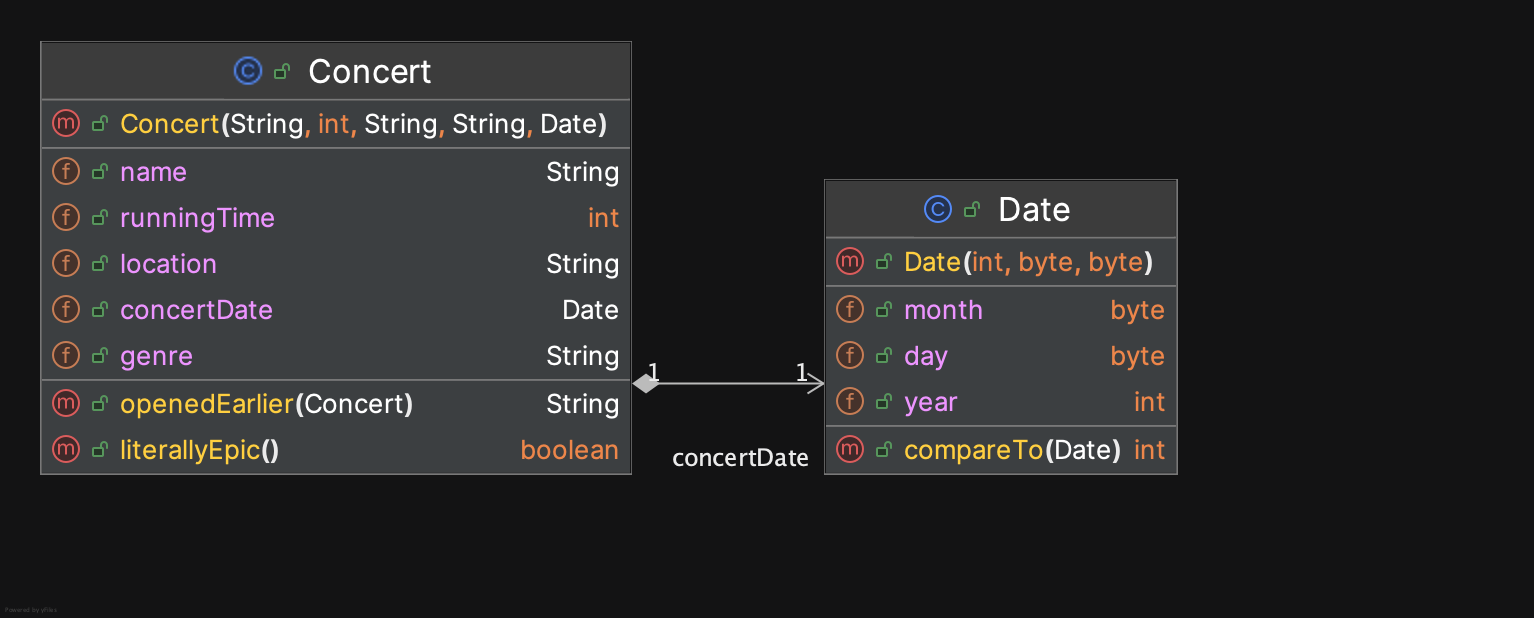 Concert
Concert(String, int, String, String, Date)
name String
runningTime int
location String
concertDate Date
genre String
openedEarlier(Concert) String
literallyEpic() boolean
1 1
concertDate
Date
Date(int, byte, byte)
month byte
day byte
year int
compareTo(Date) int
Powered by yFiles